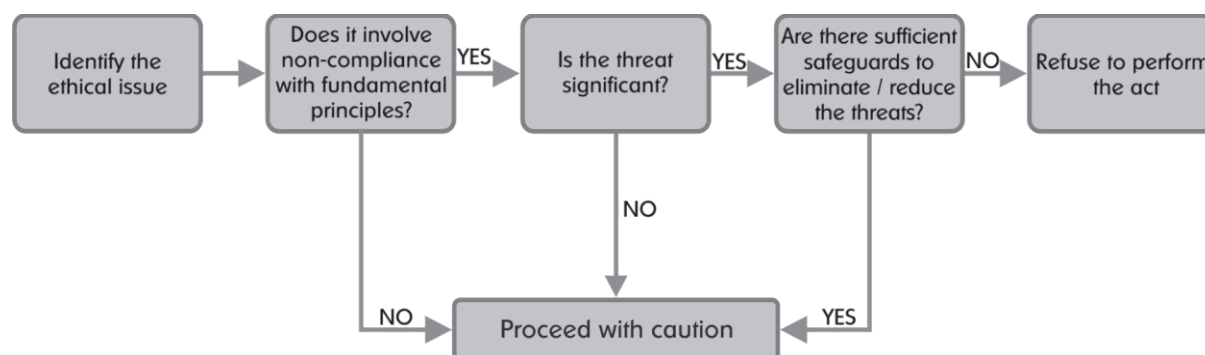 Identify the
ethical issue
Does it involve
non-compliance
with fundamental
principles?
YES
Is the threat
significant?
YES
Are there sufficient
safeguards to
eliminate / reduce
the threats?
NO
Refuse to perform
the act
NO
NO
YES
Proceed with caution